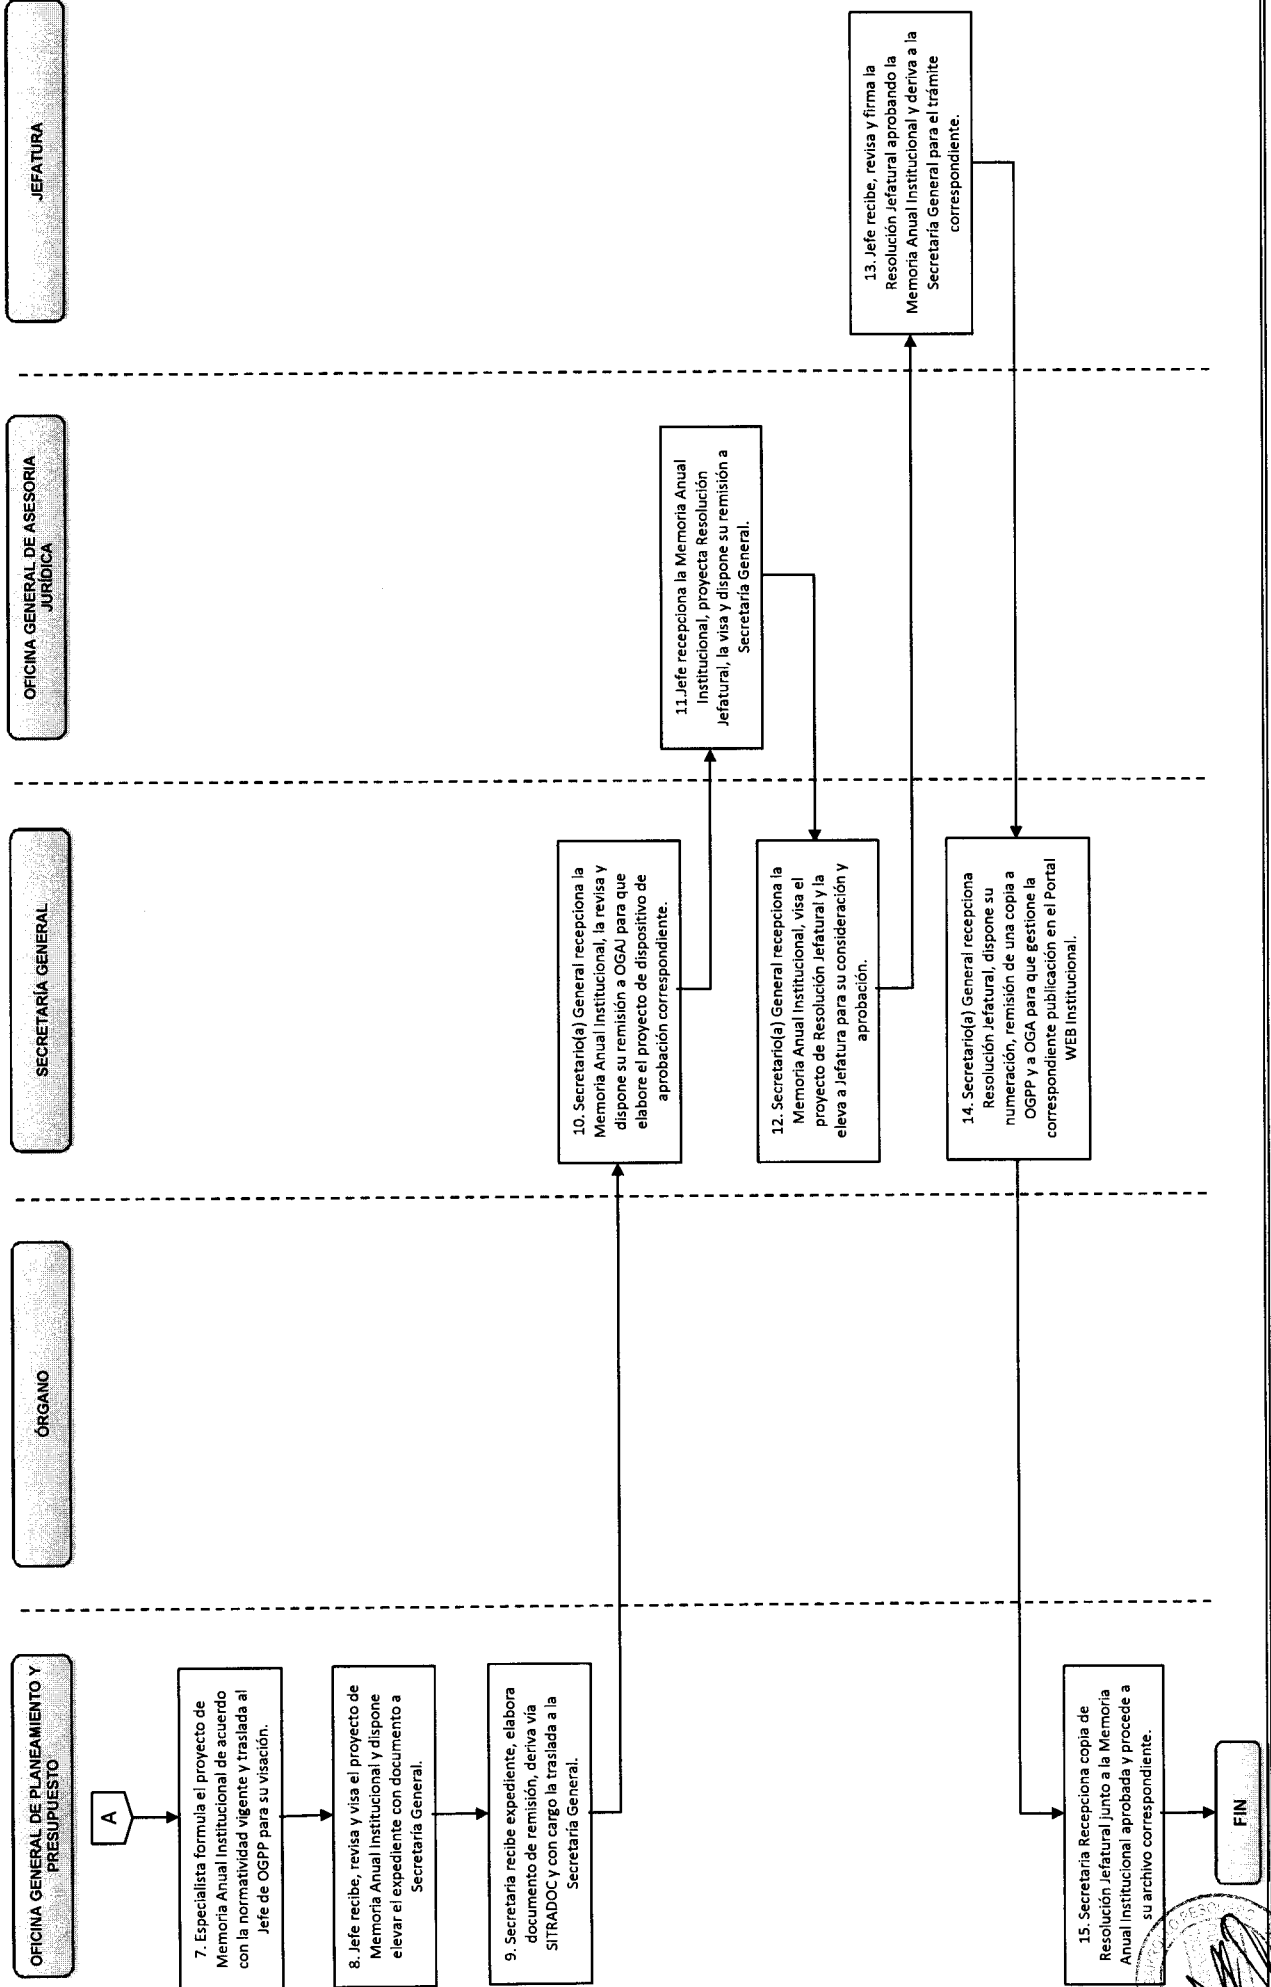 OFICINA GENERAL DE PLANEAMIENTO Y
PRESUPUESTO
ÓRGANO
SECRETARÍA GENERAL
OFICINA GENERAL DE ASESORIA
JURÍDICA
JEFATURA
A
7. Especialista formula el proyecto de
Memoria Anual Institucional de acuerdo
con la normatividad vigente y traslada al
Jefe de OGPP para su visación.
8. Jefe recibe, revisa y visa el proyecto de
Memoria Anual Institucional y dispone
elevar el expediente con documento a
Secretaría General.
9. Secretaria recibe expediente, elabora
documento de remisión, deriva vía
SITRADOC y con cargo la traslada a la
Secretaría General.
10. Secretario(a) General recepciona la
Memoria Anual Institucional, la revisa y
dispone su remisión a OGAJ para que
elabore el proyecto de dispositivo de
aprobación correspondiente.
11.Jefe recepciona la Memoria Anual
Institucional, proyecta Resolución
Jefatural, la visa y dispone su remisión a
Secretaría General.
12. Secretario(a) General recepciona la
Memoria Anual Institucional, visa el
proyecto de Resolución Jefatural y la
eleva a Jefatura para su consideración y
aprobación.
13. Jefe recibe, revisa y firma la
Resolución Jefatural aprobando la
Memoria Anual Institucional y deriva a la
Secretaría General para el trámite
correspondiente.
14. Secretario(a) General recepciona
Resolución Jefatural, dispone su
numeración, remisión de una copia a
OGPP y a OGA para que gestione la
correspondiente publicación en el Portal
WEB Institucional.
15. Secretaria Recepciona copia de
Resolución Jefatural junto a la Memoria
Anual Institucional aprobada y procede a
su archivo correspondiente.
FIN